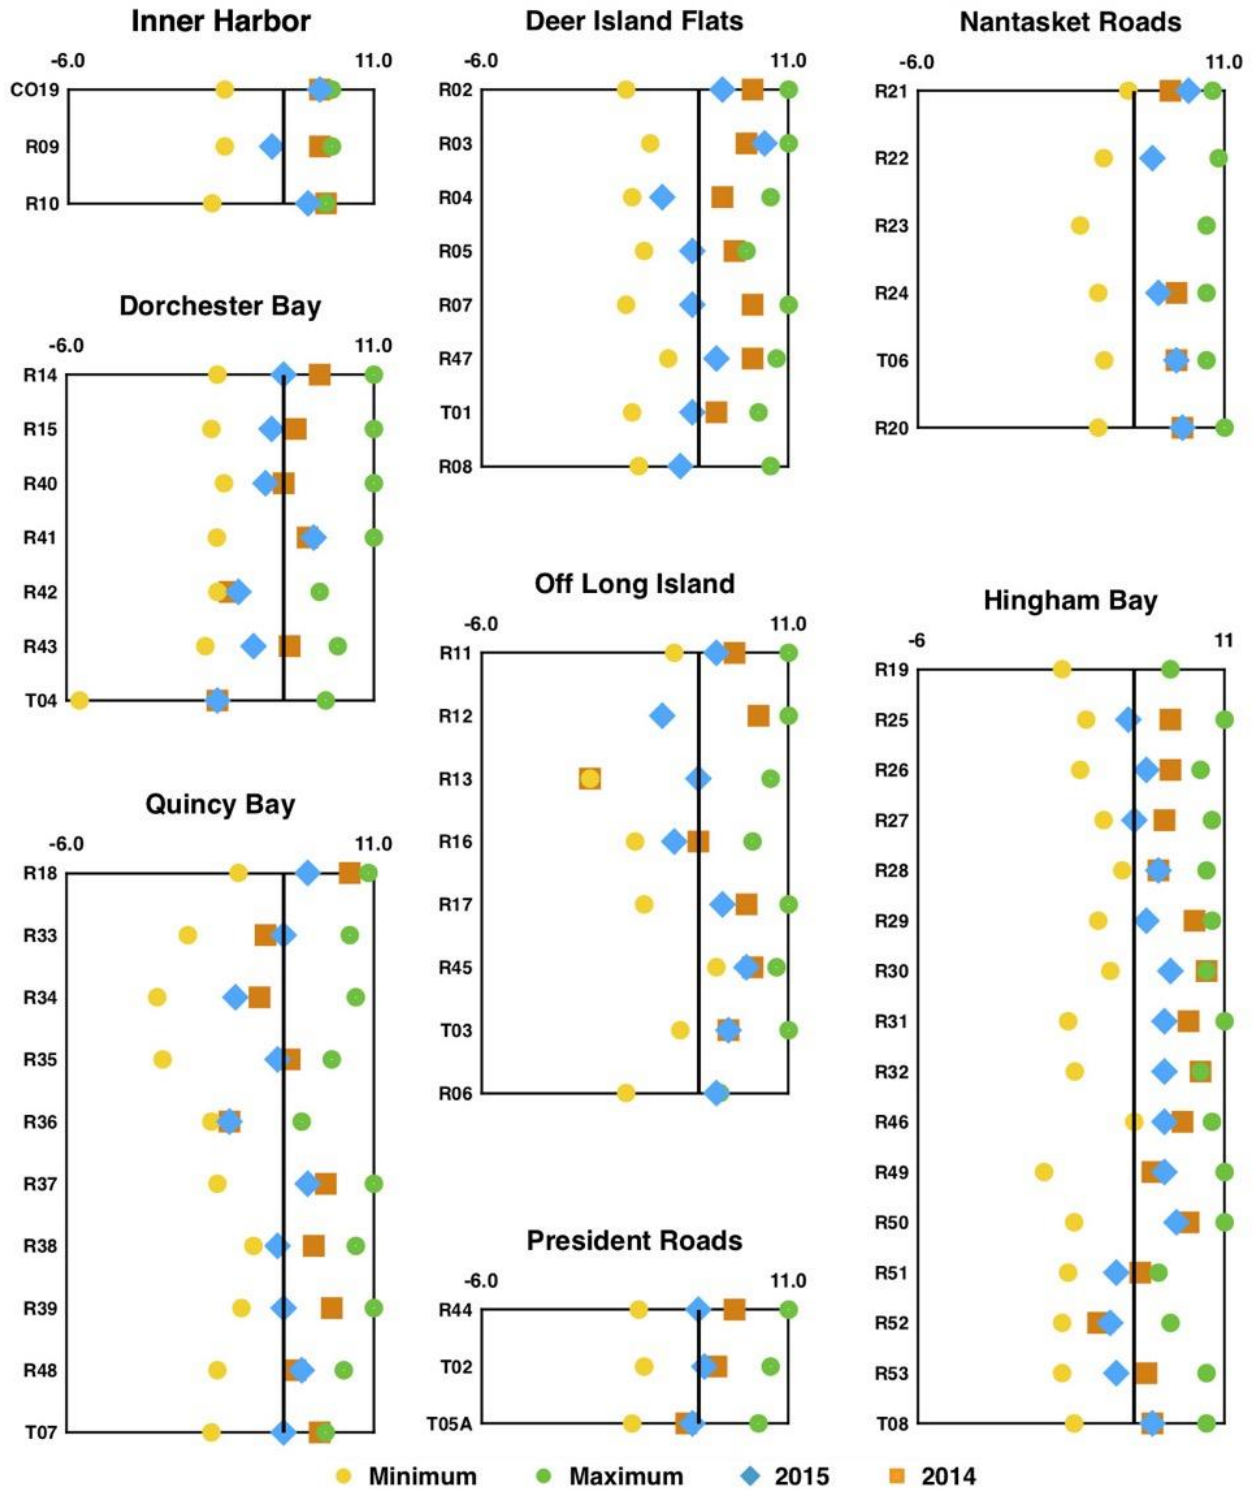 Inner Harbor
-6.0 11.0
CO19
R09
R10
Dorchester Bay
-6.0 11.0
R14
R15
R40
R41
R42
R43
T04
Quincy Bay
-6.0 11.0
R18
R33
R34
R35
R36
R37
R38
R39
R48
T07
Deer Island Flats
-6.0 11.0
R02
R03
R04
R05
R07
R47
T01
R08
Off Long Island
-6.0 11.0
R11
R12
R13
R16
R17
R45
T03
R06
President Roads
-6.0 11.0
R44
T02
T05A
Nantasket Roads
-6.0 11.0
R21
R22
R23
R24
T06
R20
Hingham Bay
-6 11
R19
R25
R26
R27
R28
R29
R30
R31
R32
R46
R49
R50
R51
R52
R53
T08
Minimum Maximum 2015 2014